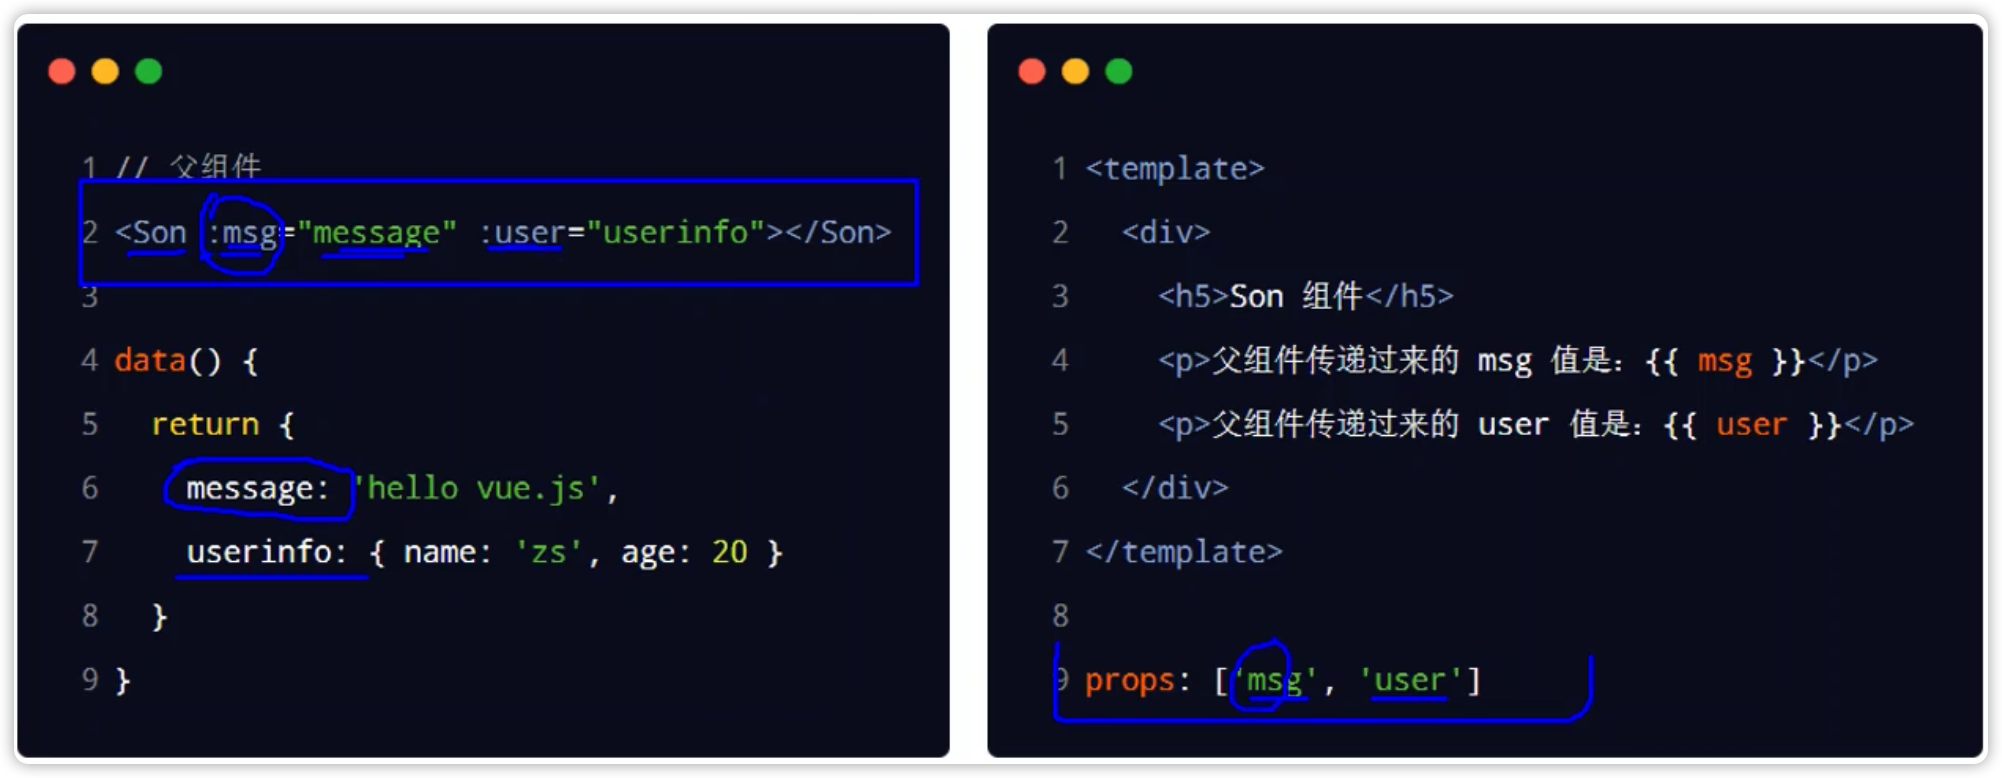 1 // 父组件
2 <Son :msg="message" :user="userinfo"></Son>
3
4 data() {
5   return {
6     message: 'hello vue.js',
7     userinfo: { name: 'zs', age: 20 }
8   }
9 }
1 <template>
2   <div>
3     <h5>Son 组件</h5>
4     <p>父组件传递过来的 msg 值是: {{ msg }}</p>
5     <p>父组件传递过来的 user 值是: {{ user }}</p>
6   </div>
7 </template>
8
9 props: ['msg', 'user']